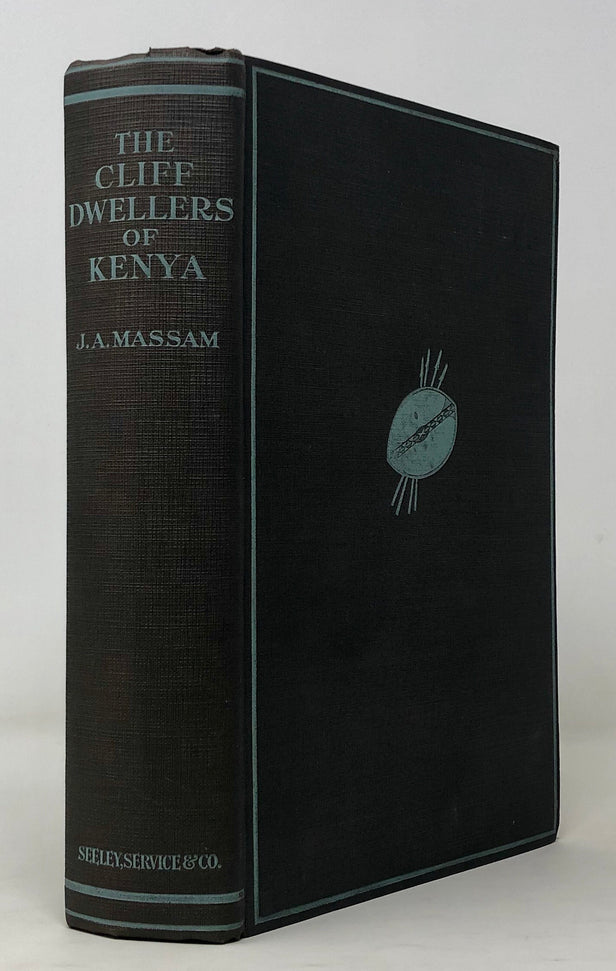 THE
CLIFF
DWELLERS
OF
KENYA
J. A. MASSAM
SEELEY, SERVICE & CO.